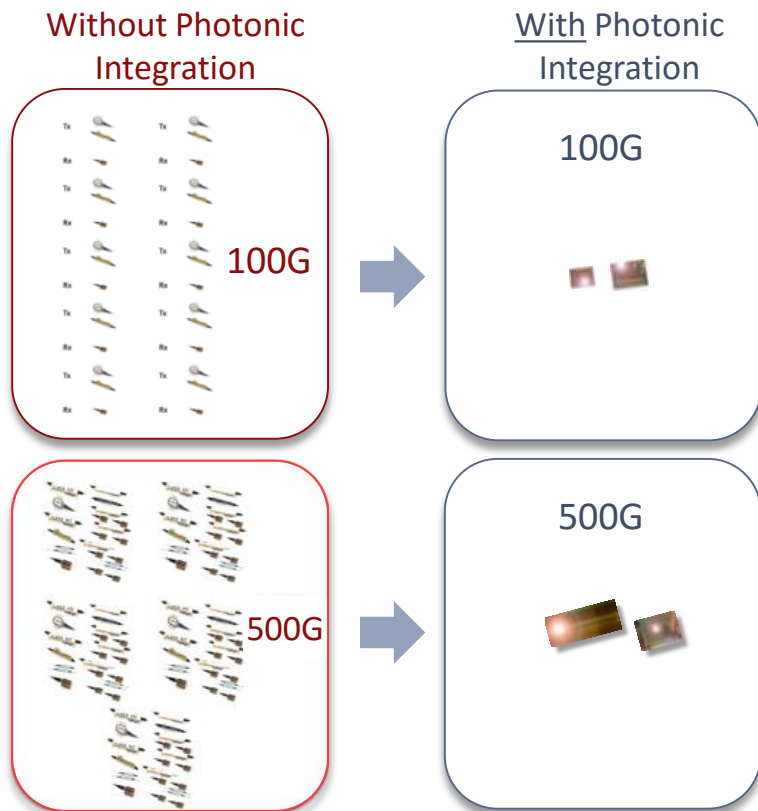 Without Photonic
Integration
With Photonic
Integration
Tx
Tx
Rx
Rx
Tx
Tx
Rx
Rx
Tx
Tx
Rx
Rx
Tx
Tx
Rx
Rx
Tx
Tx
Rx
Rx
100G
100G
500G
500G